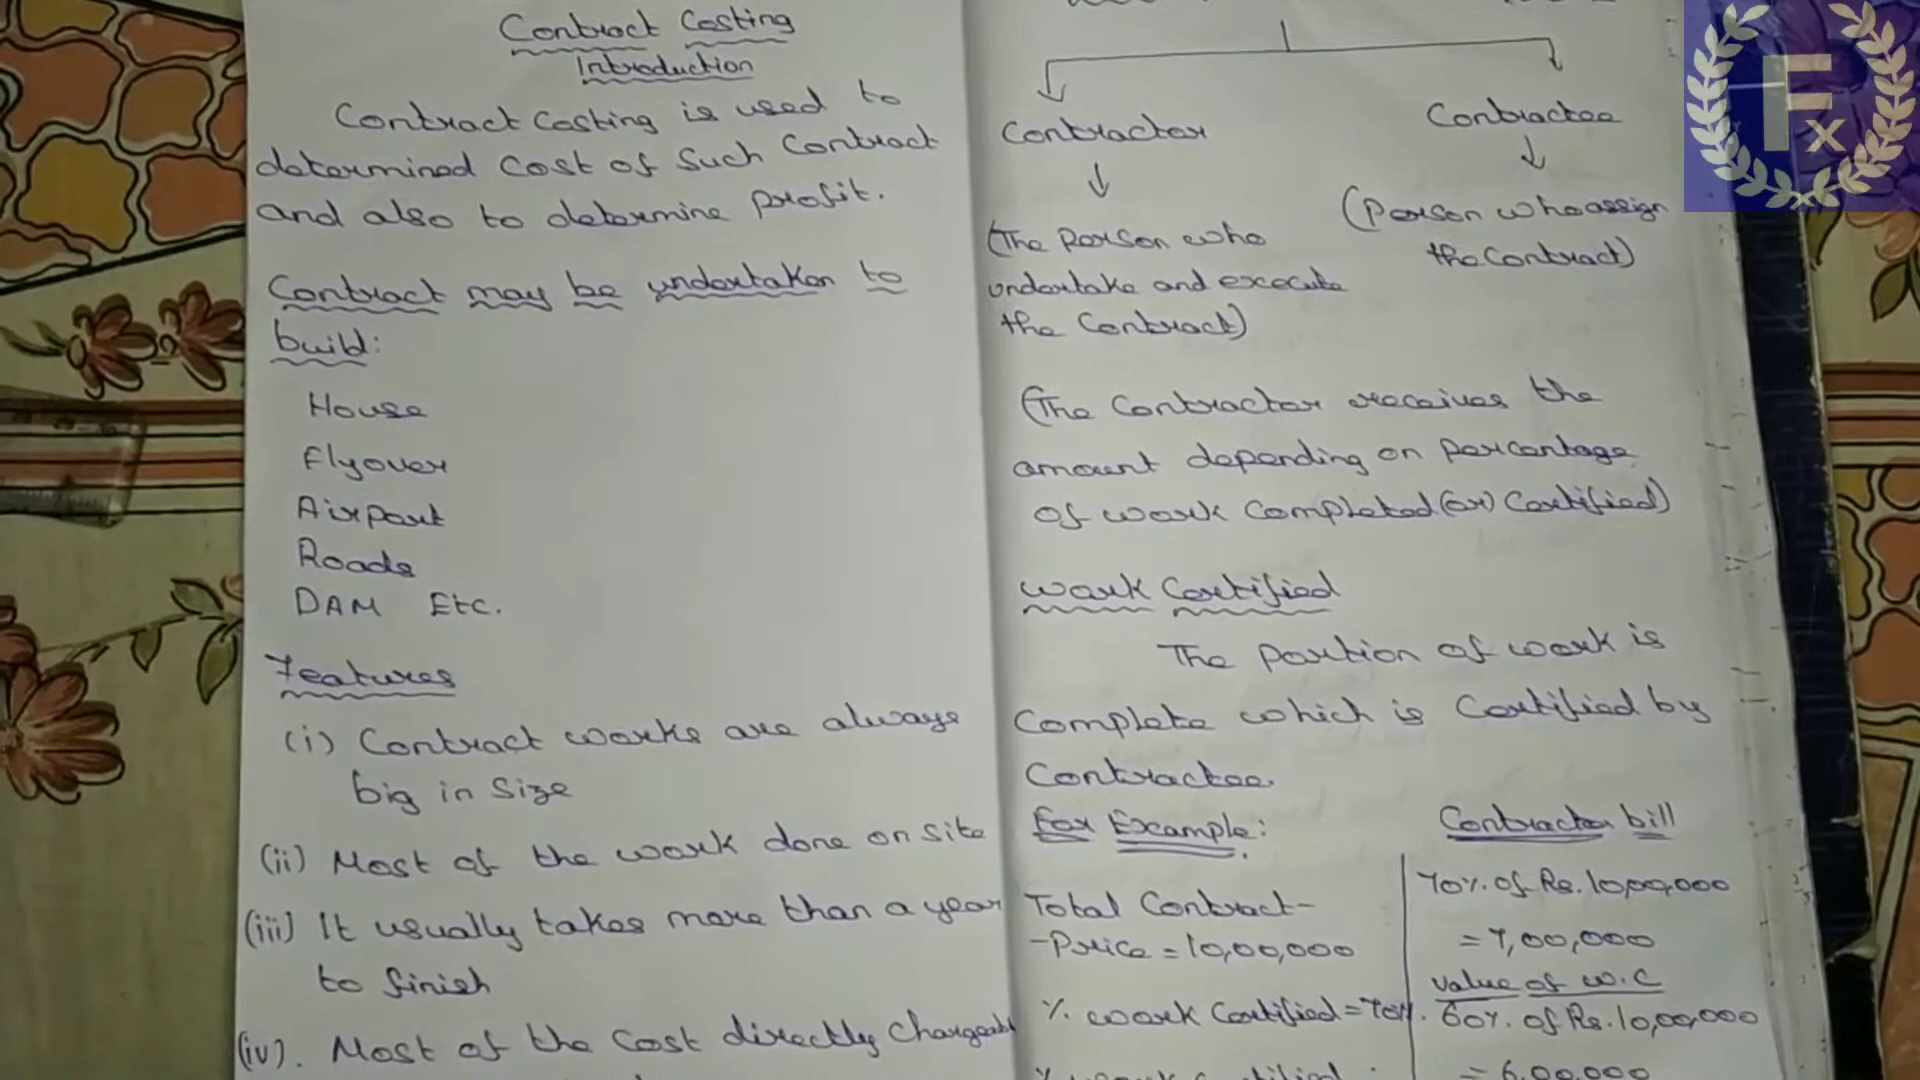 Contract Costing
Introduction
Contract Costing is used to
determined Cost of Such Contract
and also to determine profit.
Contract may be undertaken to
build:
House
Flyover
Airport
Roads
DAM Etc.
Features
(i) Contract works are always
big in Size
(ii) Most of the work done on site
(iii) It usually takes more than a year
to finish
(iv). Most of the Cost directly Chargeable
Contractor
(The person who
undertake and execute
the Contract)
Contractee
(person who assign
the Contract)
(The Contractor receives the
amount depending on percentage
of work Completed (or) Certified)
work Certified
The portion of work is
Complete which is Certified by
Contractee.
For Example:
Total Contract-
-Price = 10,00,000
% work Certified = 70%.
Contractor bill
70% of Rs. 10,00,000
= 7,00,000
value of w.c
60% of Rs. 10,00,000
= 6,00,000
Fx